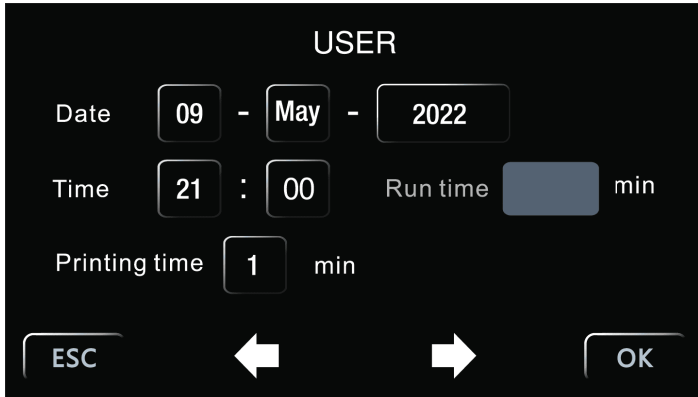 USER
Date 09 - May - 2022
Time 21 : 00 Run time min
Printing time 1 min
ESC OK